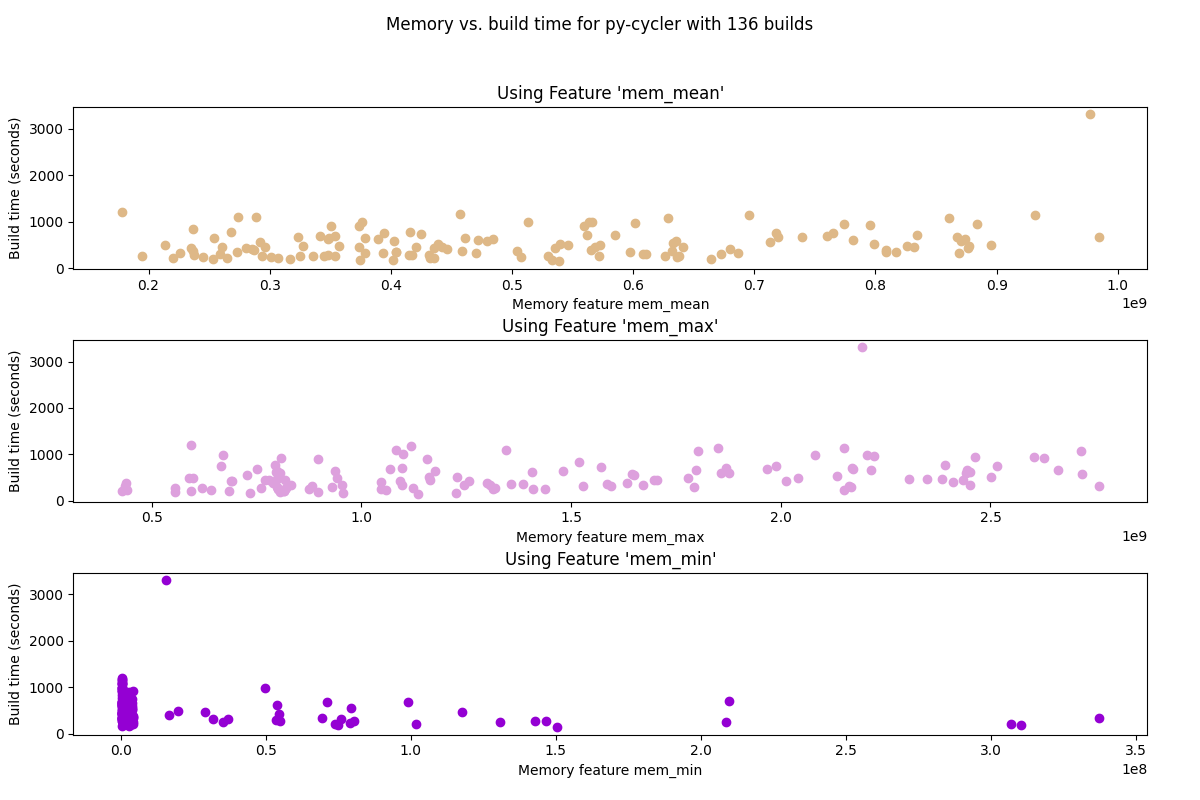 Memory vs. build time for py-cycler with 136 builds
Using Feature 'mem_mean'
Build time (seconds)
3000
2000
1000
0
0.2 0.3 0.4 0.5 0.6 0.7 0.8 0.9 1.0
1e9
Memory feature mem_mean
Using Feature 'mem_max'
Build time (seconds)
3000
2000
1000
0
0.5 1.0 1.5 2.0 2.5
1e9
Memory feature mem_max
Using Feature 'mem_min'
Build time (seconds)
3000
2000
1000
0
0.0 0.5 1.0 1.5 2.0 2.5 3.0 3.5
1e8
Memory feature mem_min